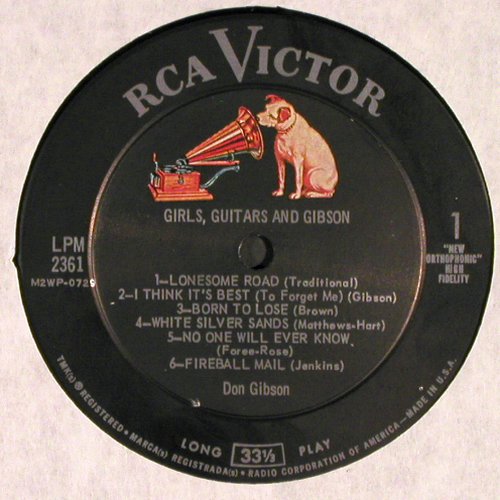 RCA VICTOR
GIRLS, GUITARS AND GIBSON
LPM
2361
M2WP-0729
1
"NEW
ORTHOPHONIC"
HIGH
FIDELITY
1—LONESOME ROAD (Traditional)
2—I THINK IT'S BEST (To Forget Me) (Gibson)
3—BORN TO LOSE (Brown)
4—WHITE SILVER SANDS (Matthews-Hart)
5—NO ONE WILL EVER KNOW
(Foree-Rose)
6—FIREBALL MAIL (Jenkins)
Don Gibson
LONG 33⅓ PLAY
TMK(s) ® REGISTERED • MARCA(s) REGISTRADA(s) • RADIO CORPORATION OF AMERICA—MADE IN U.S.A.